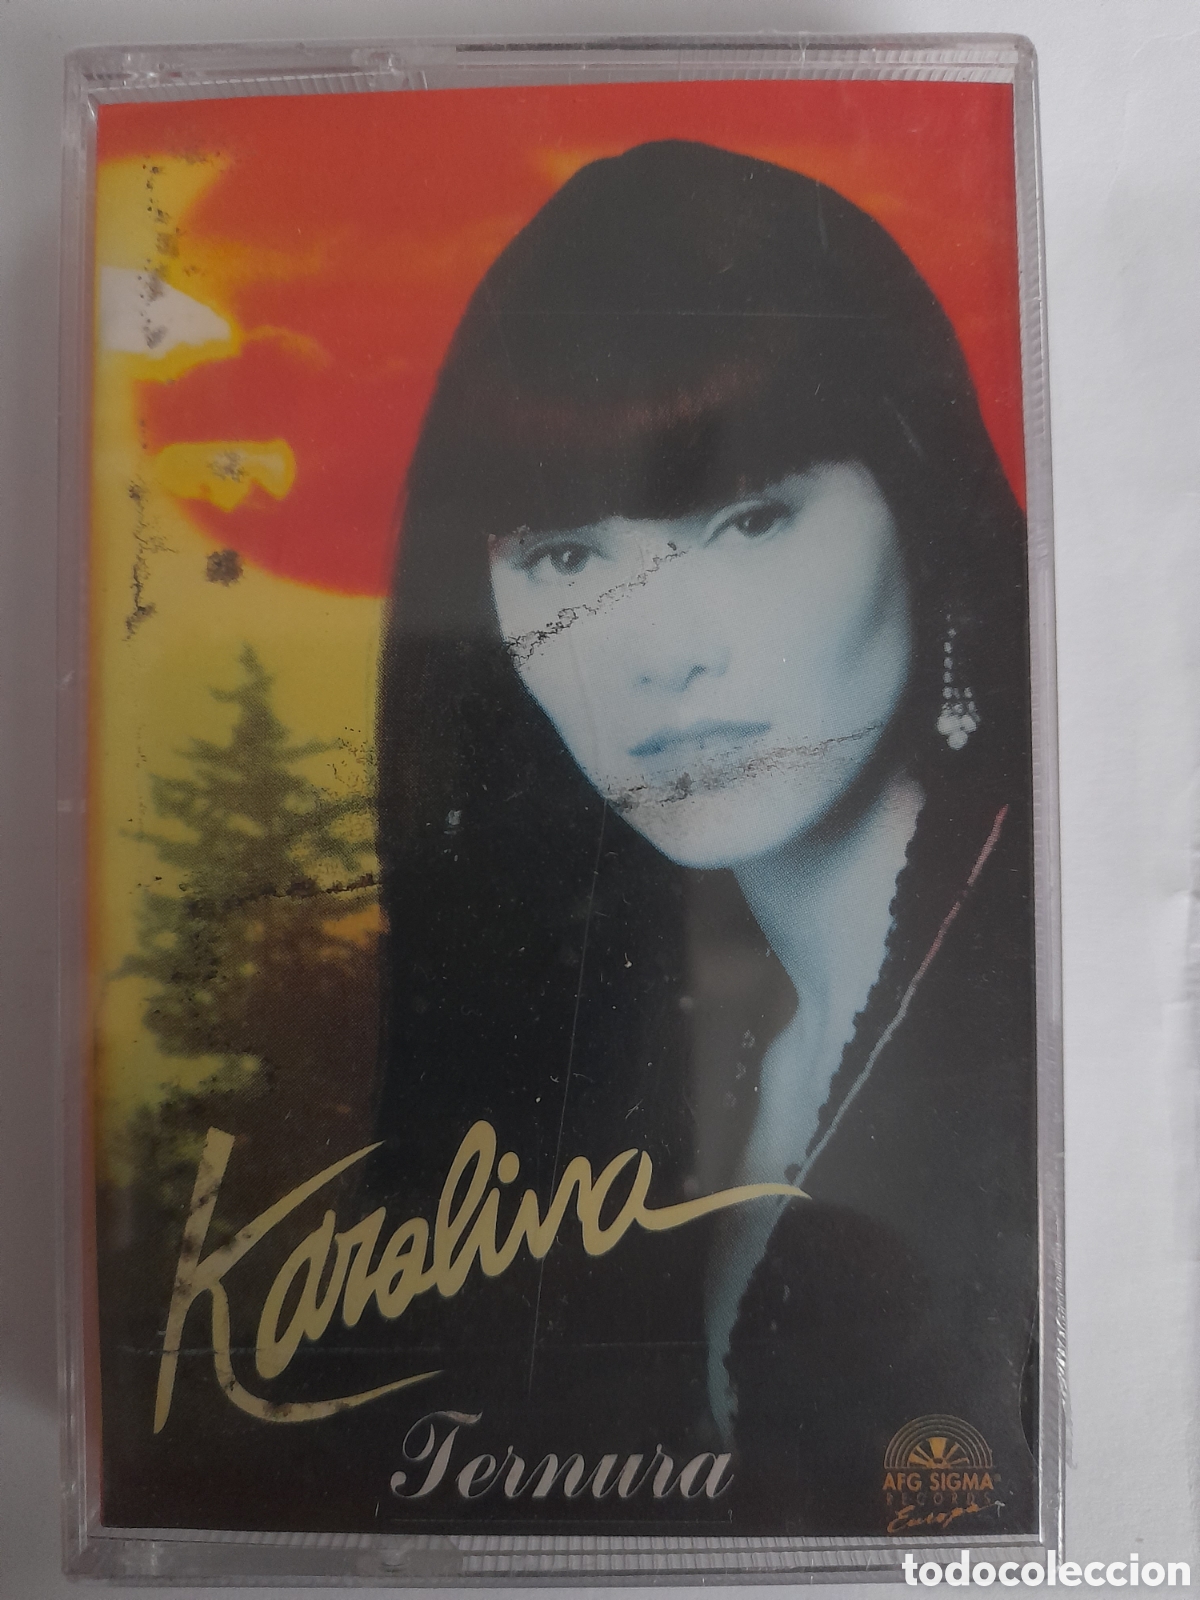 Karolina
Ternura
AFG SIGMA®
RECORDS
Europa
todocoleccion